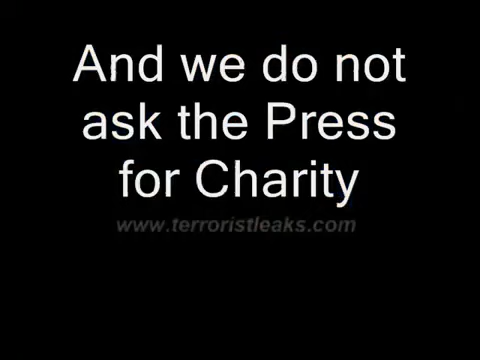 And we do not
ask the Press
for Charity
www.terroristleaks.com